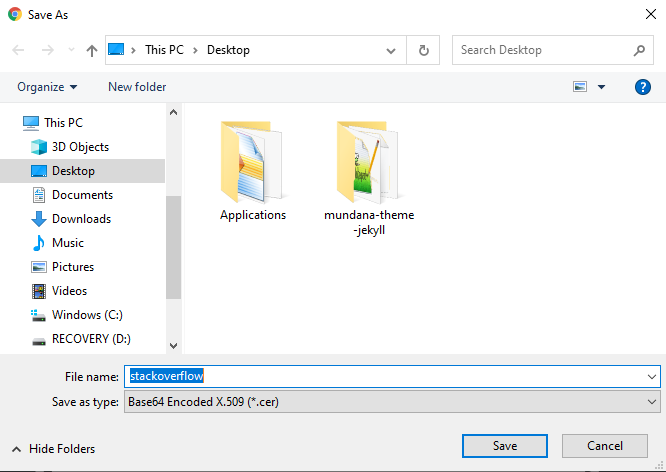 Save As
This PC
Desktop
Search Desktop
Organize
New folder
This PC
3D Objects
Desktop
Documents
Downloads
Music
Pictures
Videos
Windows (C:)
RECOVERY (D:)
Applications
mundana-theme
-jekyll
File name: stackoverflow
Save as type: Base64 Encoded X.509 (*.cer)
Hide Folders
Save
Cancel